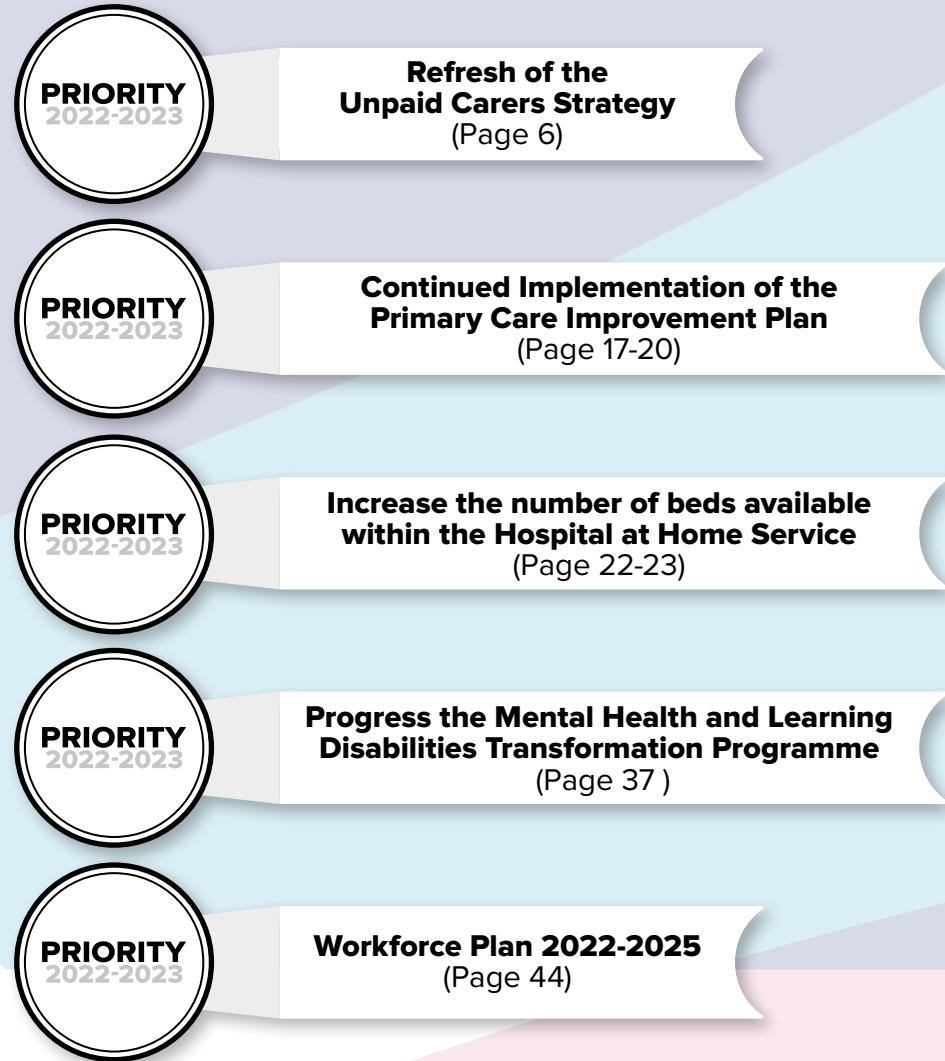 PRIORITY
2022-2023
Refresh of the
Unpaid Carers Strategy
(Page 6)
PRIORITY
2022-2023
Continued Implementation of the
Primary Care Improvement Plan
(Page 17-20)
PRIORITY
2022-2023
Increase the number of beds available
within the Hospital at Home Service
(Page 22-23)
PRIORITY
2022-2023
Progress the Mental Health and Learning
Disabilities Transformation Programme
(Page 37 )
PRIORITY
2022-2023
Workforce Plan 2022-2025
(Page 44)